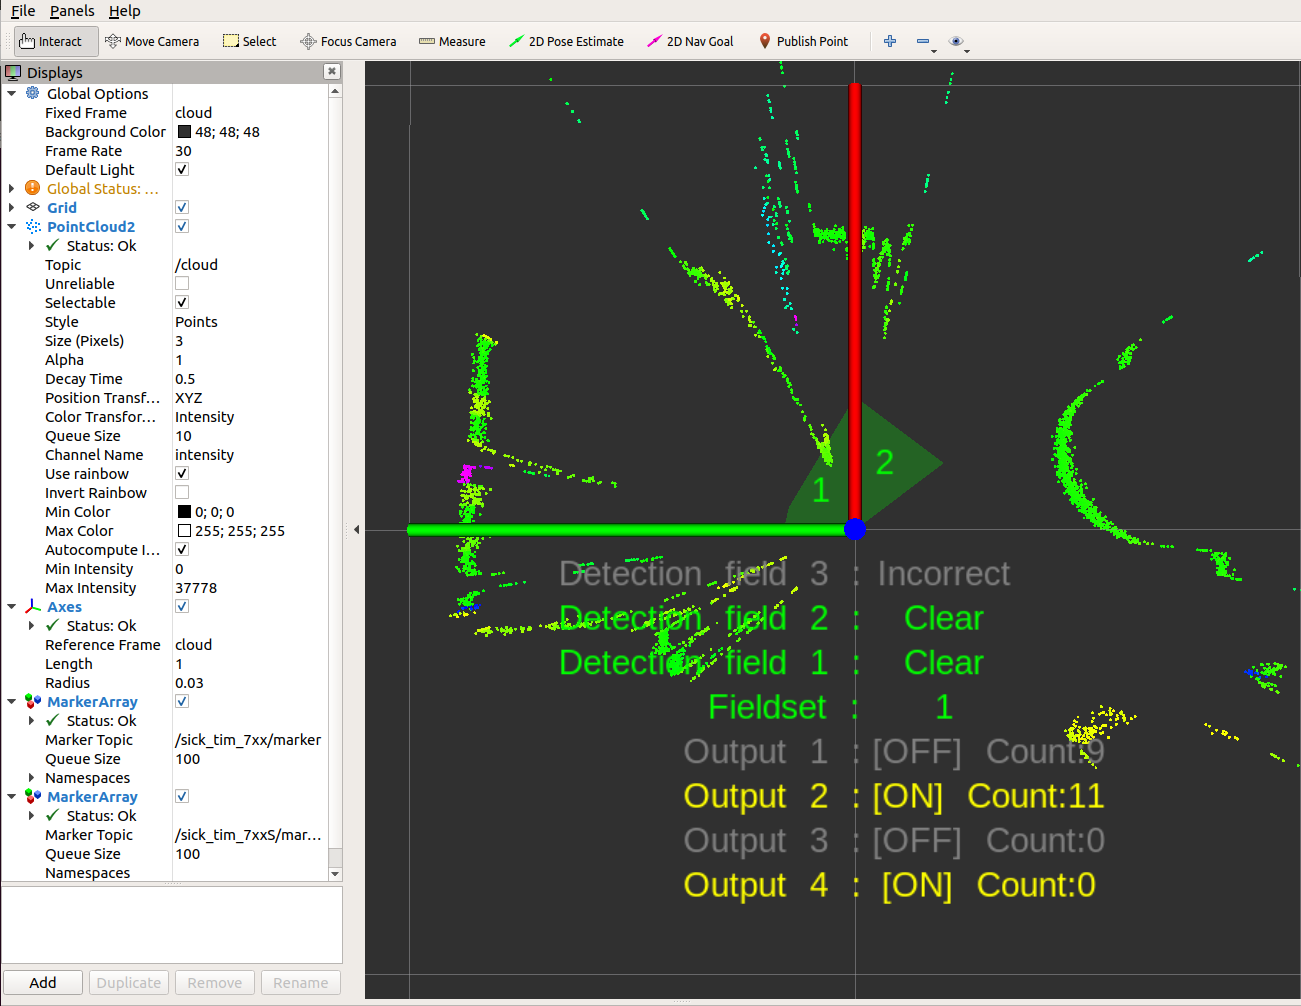 File Panels Help
Interact Move Camera Select Focus Camera Measure 2D Pose Estimate 2D Nav Goal Publish Point
Displays
Global Options
Fixed Frame cloud
Background Color 48; 48; 48
Frame Rate 30
Default Light
Global Status: ...
Grid
PointCloud2
Status: Ok
Topic /cloud
Unreliable
Selectable
Style Points
Size (Pixels) 3
Alpha 1
Decay Time 0.5
Position Transf... XYZ
Color Transfor... Intensity
Queue Size 10
Channel Name intensity
Use rainbow
Invert Rainbow
Min Color 0; 0; 0
Max Color 255; 255; 255
Autocompute I...
Min Intensity 0
Max Intensity 37778
Axes
Status: Ok
Reference Frame cloud
Length 1
Radius 0.03
MarkerArray
Status: Ok
Marker Topic /sick_tim_7xx/marker
Queue Size 100
Namespaces
MarkerArray
Status: Ok
Marker Topic /sick_tim_7xxS/mar...
Queue Size 100
Namespaces
Add Duplicate Remove Rename
2
1
Detection field 3 : Incorrect
Detection field 2 : Clear
Detection field 1 : Clear
Fieldset : 1
Output 1 : [OFF] Count:9
Output 2 : [ON] Count:11
Output 3 : [OFF] Count:0
Output 4 : [ON] Count:0